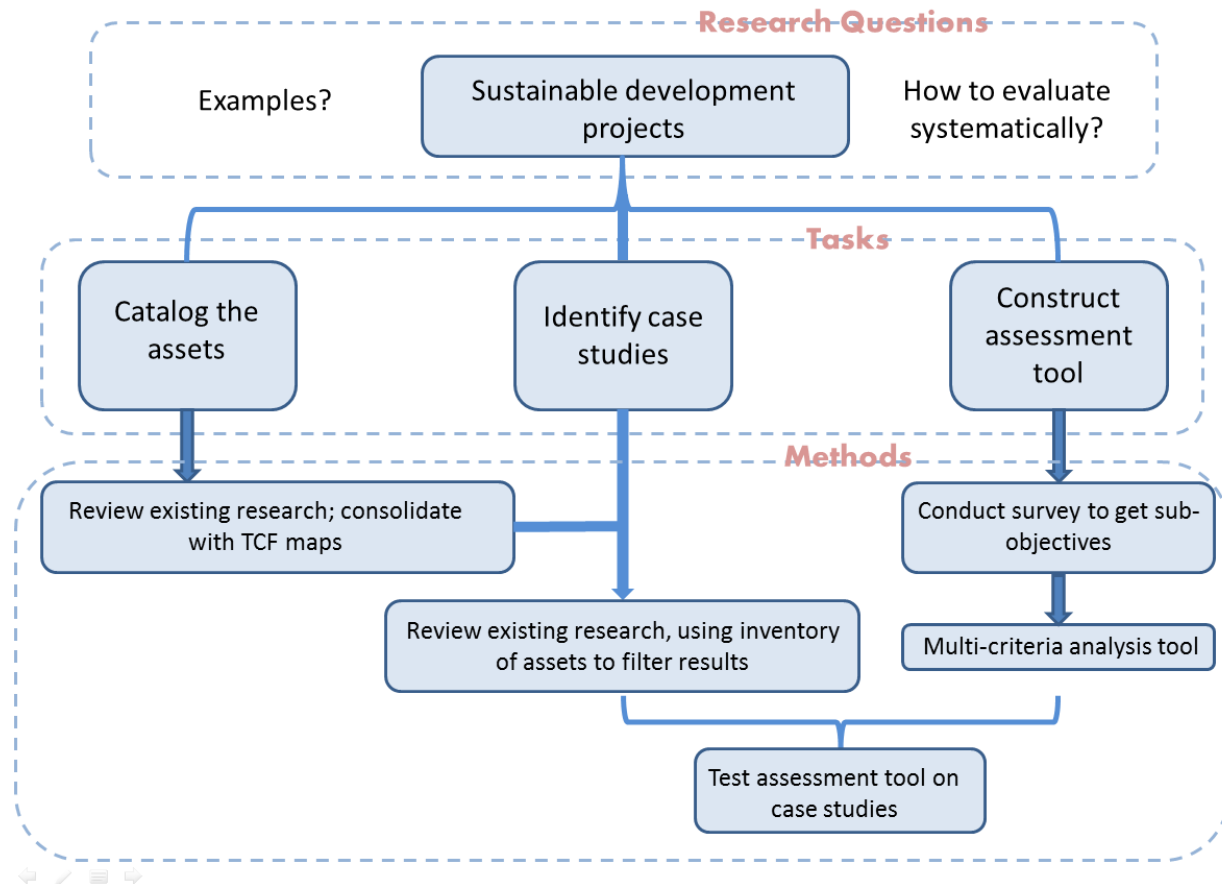 Research Questions
Examples?
Sustainable development
projects
How to evaluate
systematically?
Tasks
Catalog the
assets
Identify case
studies
Construct
assessment
tool
Methods
Review existing research; consolidate
with TCF maps
Conduct survey to get sub-
objectives
Review existing research, using inventory
of assets to filter results
Multi-criteria analysis tool
Test assessment tool on
case studies